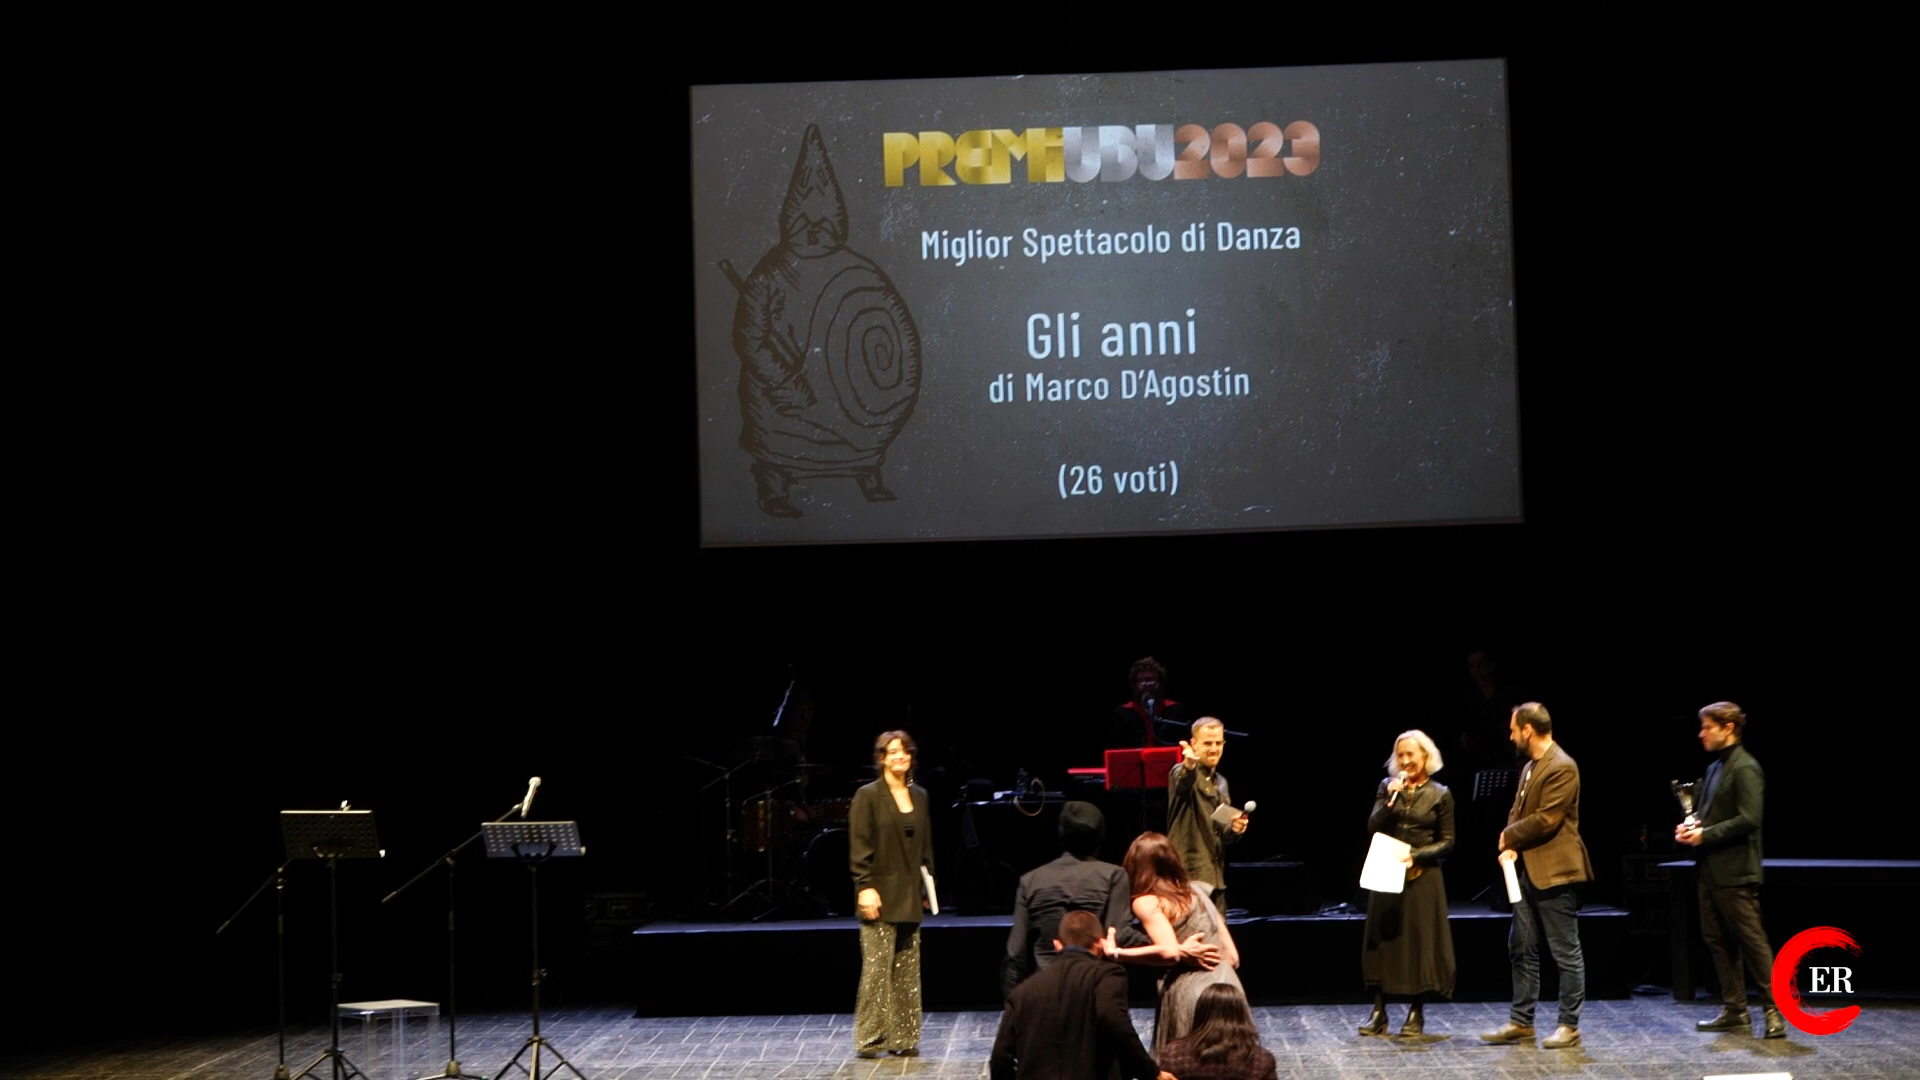 PREMiUBU2023
Miglior Spettacolo di Danza
Gli anni
di Marco D'Agostin
(26 voti)
ER